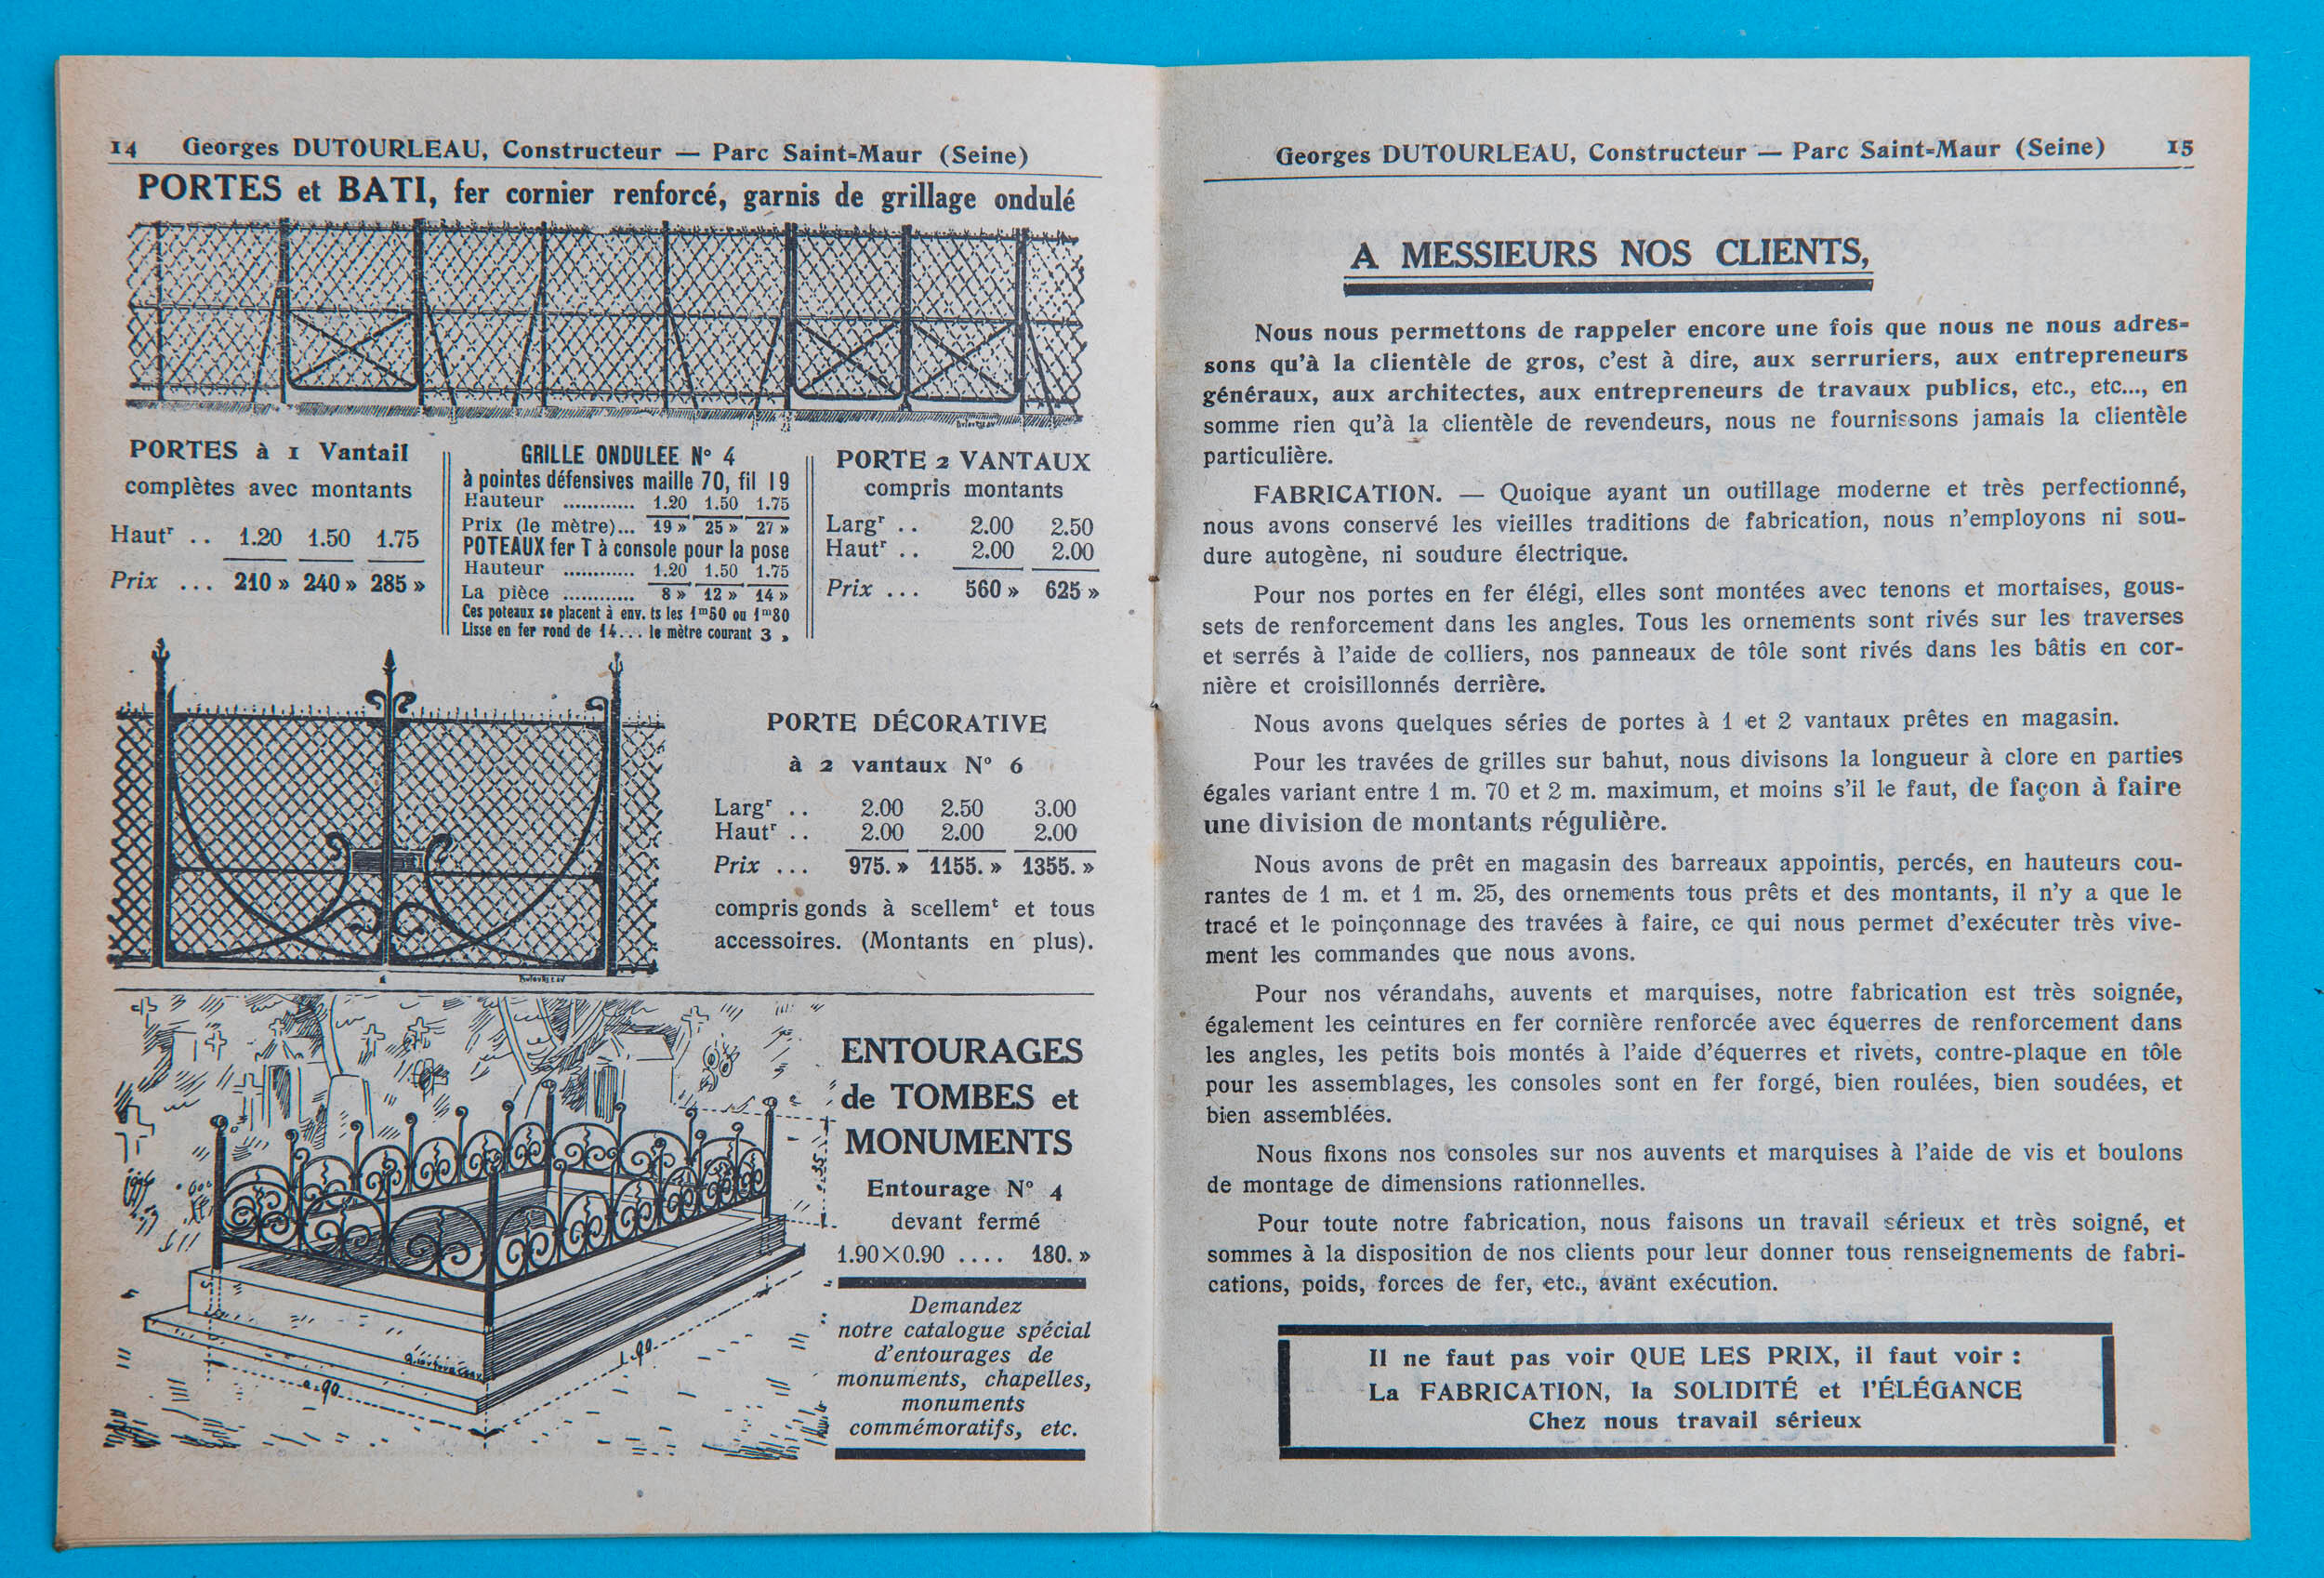 14 Georges DUTOURLEAU, Constructeur — Parc Saint-Maur (Seine)
PORTES et BATI, fer cornier renforcé, garnis de grillage ondulé
PORTES à 1 Vantail
complètes avec montants
Hautʳ .. 1.20 1.50 1.75
Prix ... 210 » 240 » 285 »
GRILLE ONDULEE N° 4
à pointes défensives maille 70, fil 19
Hauteur ............ 1.20 1.50 1.75
Prix (le mètre)... 19 » 25 » 27 »
POTEAUX fer T à console pour la pose
Hauteur ............ 1.20 1.50 1.75
La pièce ............ 8 » 12 » 14 »
Ces poteaux se placent à env. ts les 1ᵐ50 ou 1ᵐ80
Lisse en fer rond de 14... le mètre courant 3 »
PORTE 2 VANTAUX
compris montants
Largʳ .. 2.00 2.50
Hautʳ .. 2.00 2.00
Prix ... 560 » 625 »
PORTE DÉCORATIVE
à 2 vantaux N° 6
Largʳ .. 2.00 2.50 3.00
Hautʳ .. 2.00 2.00 2.00
Prix ... 975. » 1155. » 1355. »
compris gonds à scellemᵗ et tous
accessoires. (Montants en plus).
ENTOURAGES
de TOMBES et
MONUMENTS
Entourage N° 4
devant fermé
1.90×0.90 .... 180. »
Demandez
notre catalogue spécial
d'entourages de
monuments, chapelles,
monuments
commémoratifs, etc.
0.90
1.90
Georges DUTOURLEAU, Constructeur — Parc Saint-Maur (Seine) 15
A MESSIEURS NOS CLIENTS,
Nous nous permettons de rappeler encore une fois que nous ne nous adres-
sons qu'à la clientèle de gros, c'est à dire, aux serruriers, aux entrepreneurs
généraux, aux architectes, aux entrepreneurs de travaux publics, etc., etc..., en
somme rien qu'à la clientèle de revendeurs, nous ne fournissons jamais la clientèle
particulière.
FABRICATION. — Quoique ayant un outillage moderne et très perfectionné,
nous avons conservé les vieilles traditions de fabrication, nous n'employons ni sou-
dure autogène, ni soudure électrique.
Pour nos portes en fer élégi, elles sont montées avec tenons et mortaises, gous-
sets de renforcement dans les angles. Tous les ornements sont rivés sur les traverses
et serrés à l'aide de colliers, nos panneaux de tôle sont rivés dans les bâtis en cor-
nière et croisillonnés derrière.
Nous avons quelques séries de portes à 1 et 2 vantaux prêtes en magasin.
Pour les travées de grilles sur bahut, nous divisons la longueur à clore en parties
égales variant entre 1 m. 70 et 2 m. maximum, et moins s'il le faut, de façon à faire
une division de montants régulière.
Nous avons de prêt en magasin des barreaux appointis, percés, en hauteurs cou-
rantes de 1 m. et 1 m. 25, des ornements tous prêts et des montants, il n'y a que le
tracé et le poinçonnage des travées à faire, ce qui nous permet d'exécuter très vive-
ment les commandes que nous avons.
Pour nos vérandahs, auvents et marquises, notre fabrication est très soignée,
également les ceintures en fer cornière renforcée avec équerres de renforcement dans
les angles, les petits bois montés à l'aide d'équerres et rivets, contre-plaque en tôle
pour les assemblages, les consoles sont en fer forgé, bien roulées, bien soudées, et
bien assemblées.
Nous fixons nos consoles sur nos auvents et marquises à l'aide de vis et boulons
de montage de dimensions rationnelles.
Pour toute notre fabrication, nous faisons un travail sérieux et très soigné, et
sommes à la disposition de nos clients pour leur donner tous renseignements de fabri-
cations, poids, forces de fer, etc., avant exécution.
Il ne faut pas voir QUE LES PRIX, il faut voir :
La FABRICATION, la SOLIDITÉ et l'ÉLÉGANCE
Chez nous travail sérieux